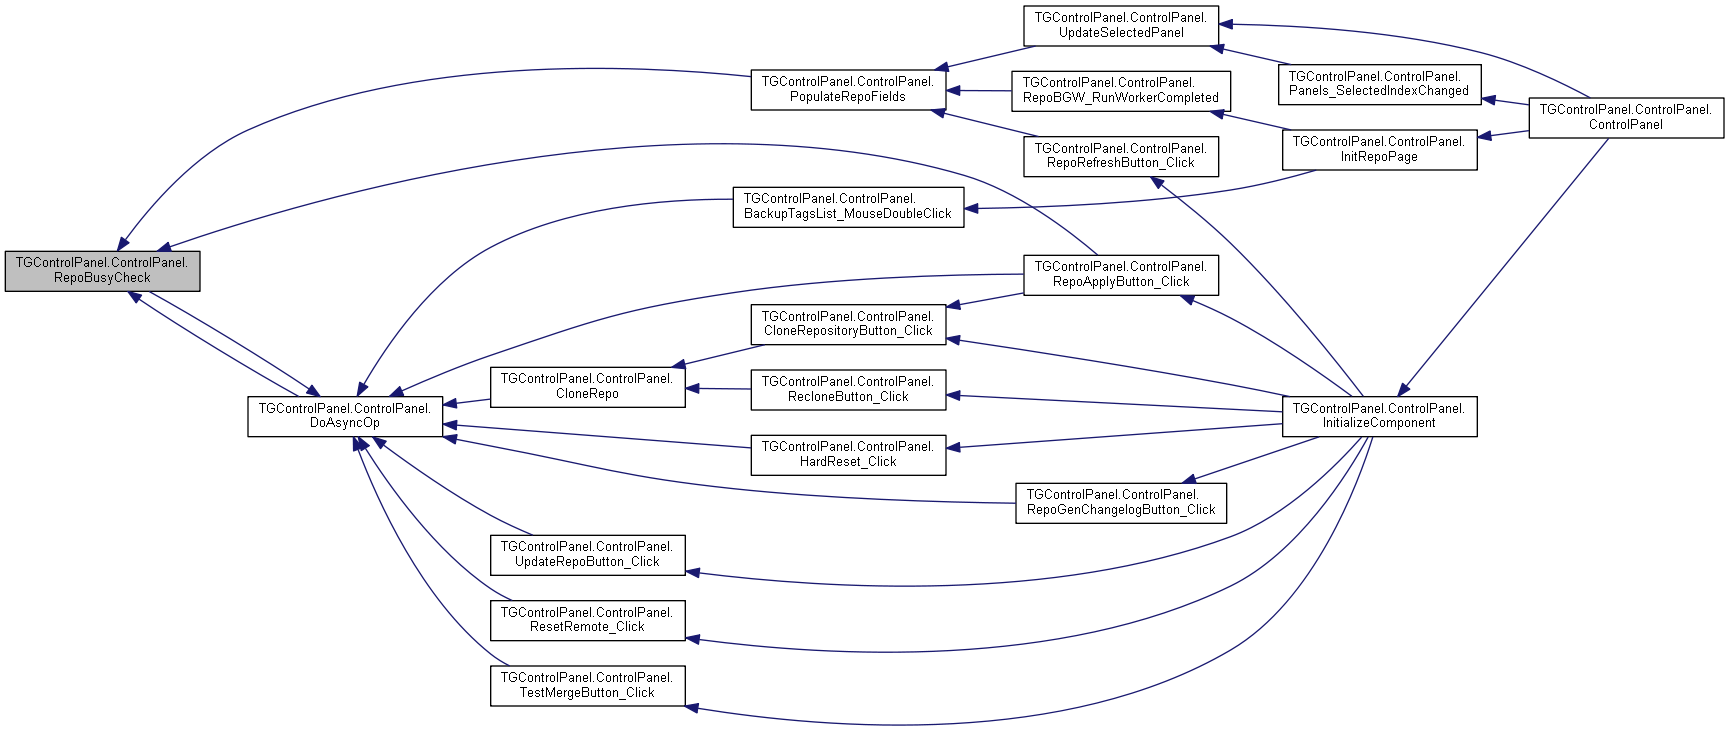 TGControlPanel.ControlPanel.
RepoBusyCheck
TGControlPanel.ControlPanel.
DoAsyncOp
TGControlPanel.ControlPanel.
PopulateRepoFields
TGControlPanel.ControlPanel.
UpdateSelectedPanel
TGControlPanel.ControlPanel.
RepoBGW_RunWorkerCompleted
TGControlPanel.ControlPanel.
RepoRefreshButton_Click
TGControlPanel.ControlPanel.
Panels_SelectedIndexChanged
TGControlPanel.ControlPanel.
InitRepoPage
TGControlPanel.ControlPanel.
ControlPanel
TGControlPanel.ControlPanel.
BackupTagsList_MouseDoubleClick
TGControlPanel.ControlPanel.
RepoApplyButton_Click
TGControlPanel.ControlPanel.
CloneRepositoryButton_Click
TGControlPanel.ControlPanel.
CloneRepo
TGControlPanel.ControlPanel.
RecloneButton_Click
TGControlPanel.ControlPanel.
InitializeComponent
TGControlPanel.ControlPanel.
HardReset_Click
TGControlPanel.ControlPanel.
RepoGenChangelogButton_Click
TGControlPanel.ControlPanel.
UpdateRepoButton_Click
TGControlPanel.ControlPanel.
ResetRemote_Click
TGControlPanel.ControlPanel.
TestMergeButton_Click